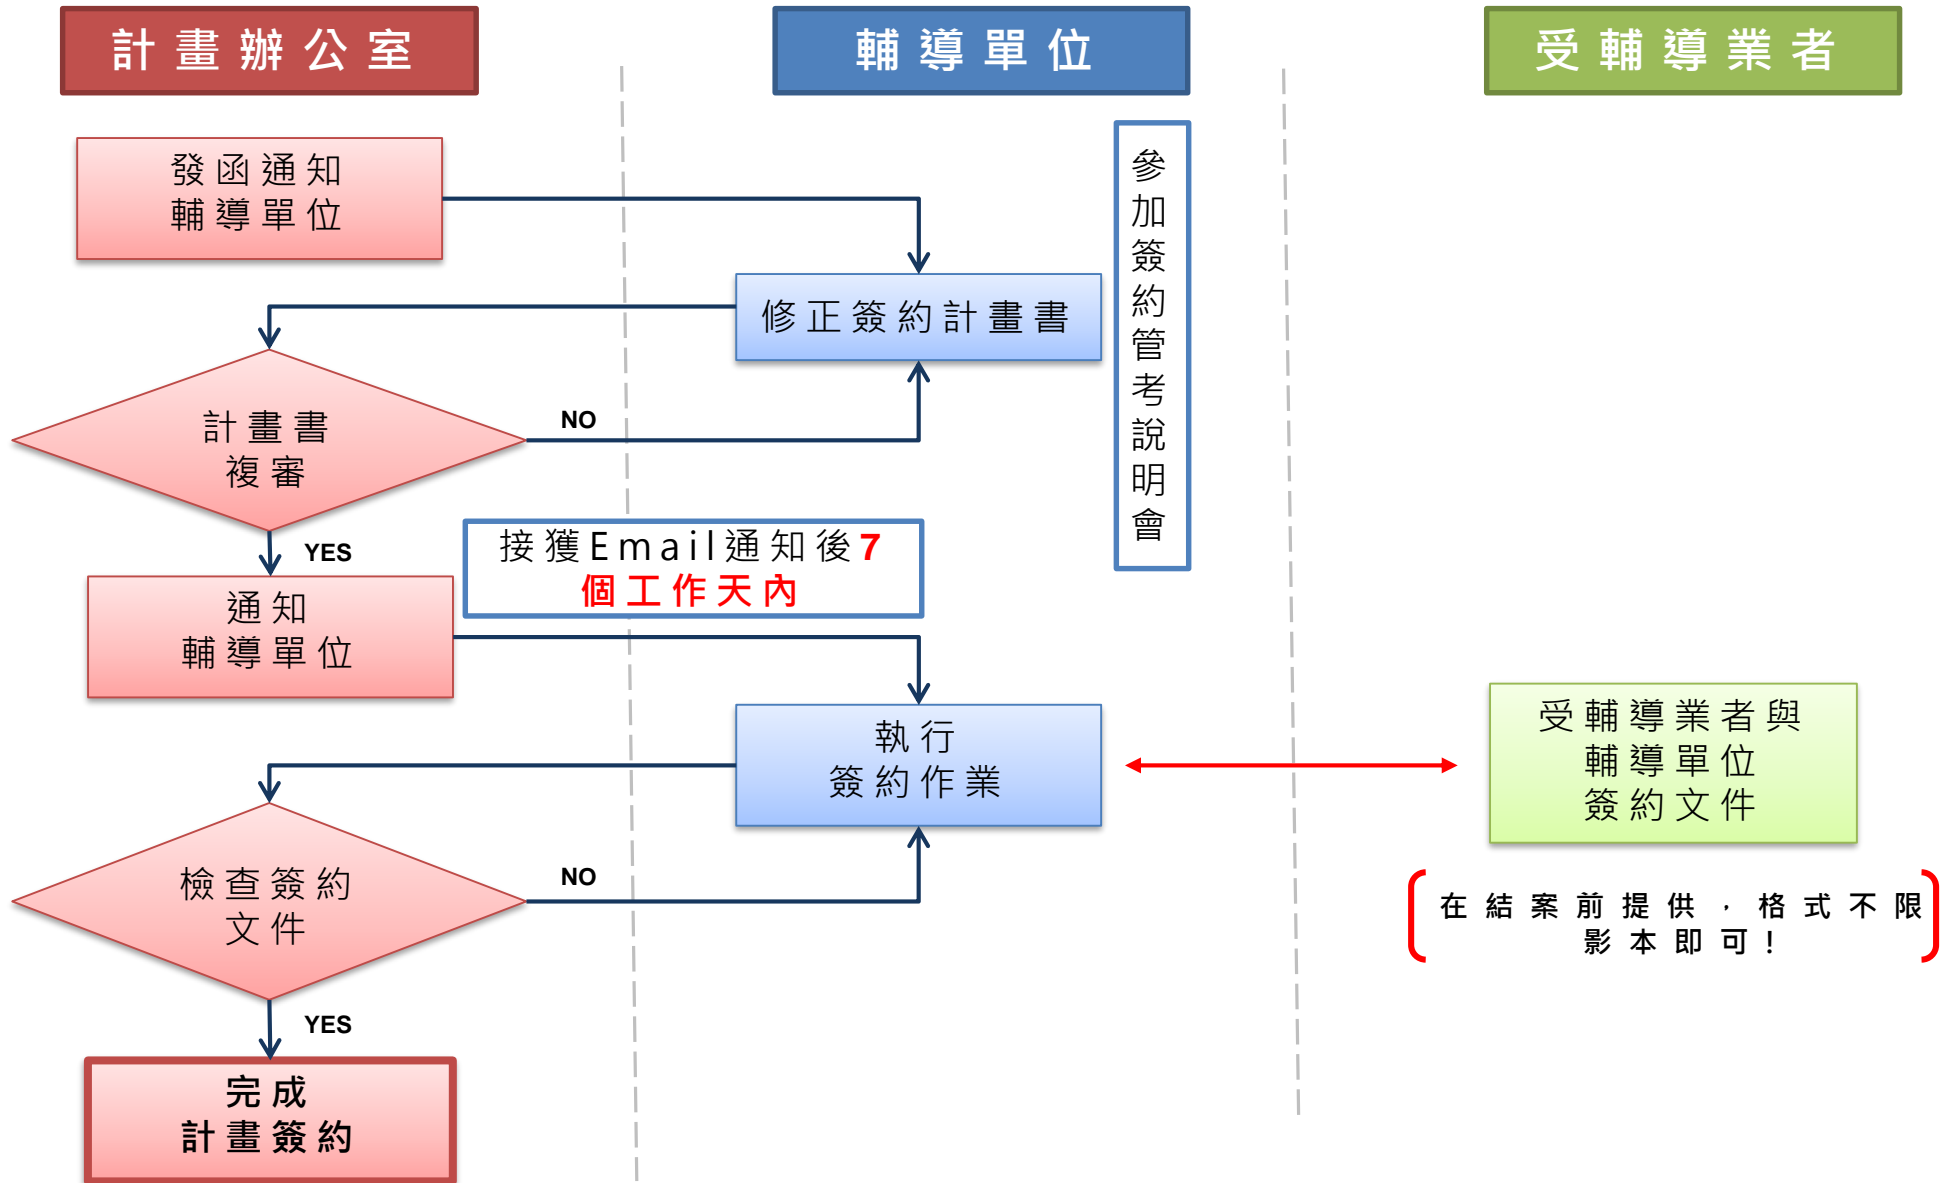 計畫辦公室
輔導單位
受輔導業者
發函通知
輔導單位
參加簽約管考說明會
修正簽約計畫書
計畫書
複審
NO
YES
接獲Email通知後7
個工作天內
通知
輔導單位
執行
簽約作業
受輔導業者與
輔導單位
簽約文件
檢查簽約
文件
NO
在結案前提供，格式不限
影本即可!
YES
完成
計畫簽約